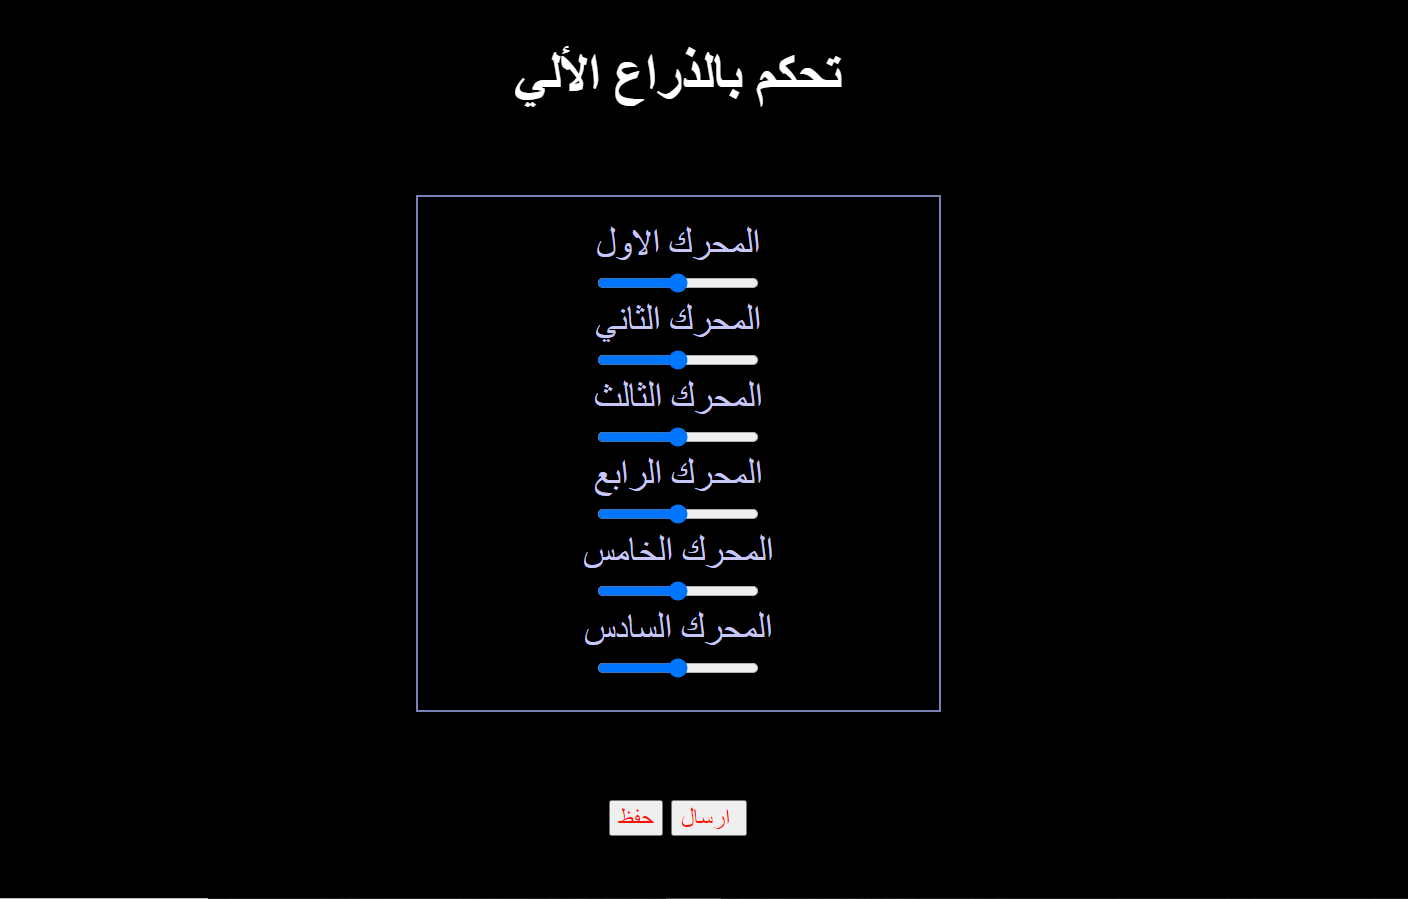 تحكم بالذراع الألي
المحرك الاول
المحرك الثاني
المحرك الثالث
المحرك الرابع
المحرك الخامس
المحرك السادس
ارسال حفظ